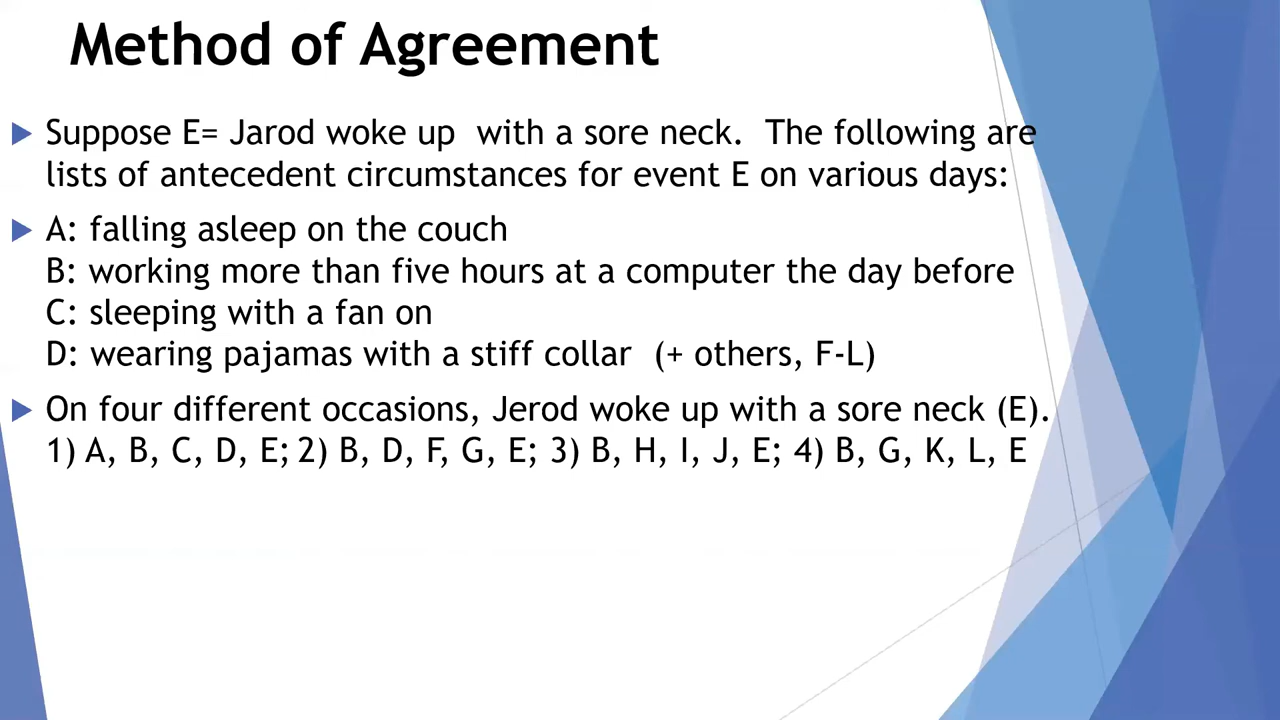 Method of Agreement
Suppose E= Jarod woke up with a sore neck. The following are
lists of antecedent circumstances for event E on various days:
A: falling asleep on the couch
B: working more than five hours at a computer the day before
C: sleeping with a fan on
D: wearing pajamas with a stiff collar (+ others, F-L)
On four different occasions, Jerod woke up with a sore neck (E).
1) A, B, C, D, E; 2) B, D, F, G, E; 3) B, H, I, J, E; 4) B, G, K, L, E